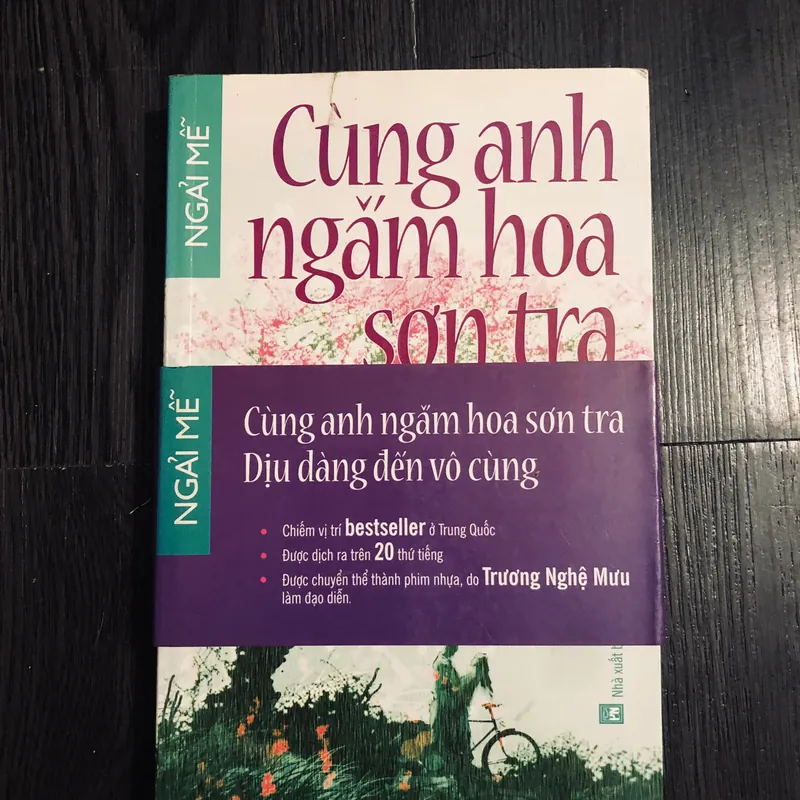 NGẢI MỄ
Cùng anh
ngắm hoa
sơn tra
NGẢI MỄ
Cùng anh ngắm hoa sơn tra
Dịu dàng đến vô cùng
• Chiếm vị trí bestseller ở Trung Quốc
• Được dịch ra trên 20 thứ tiếng
• Được chuyển thể thành phim nhựa, do Trương Nghệ Mưu
làm đạo diễn.
Nhà xuất